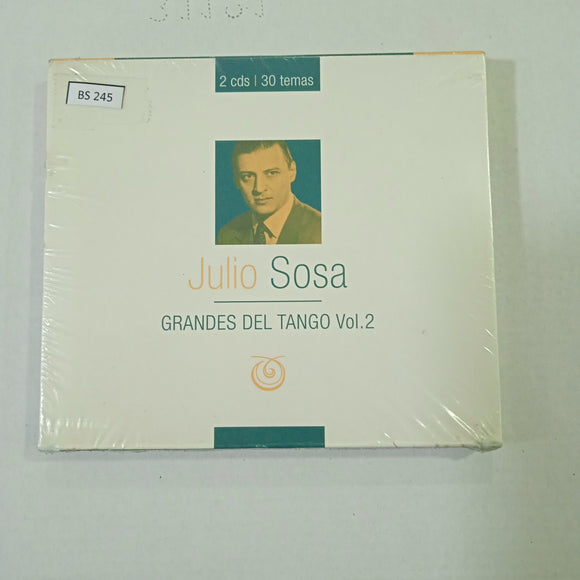 2 cds | 30 temas
BS 245
Julio Sosa
GRANDES DEL TANGO Vol.2